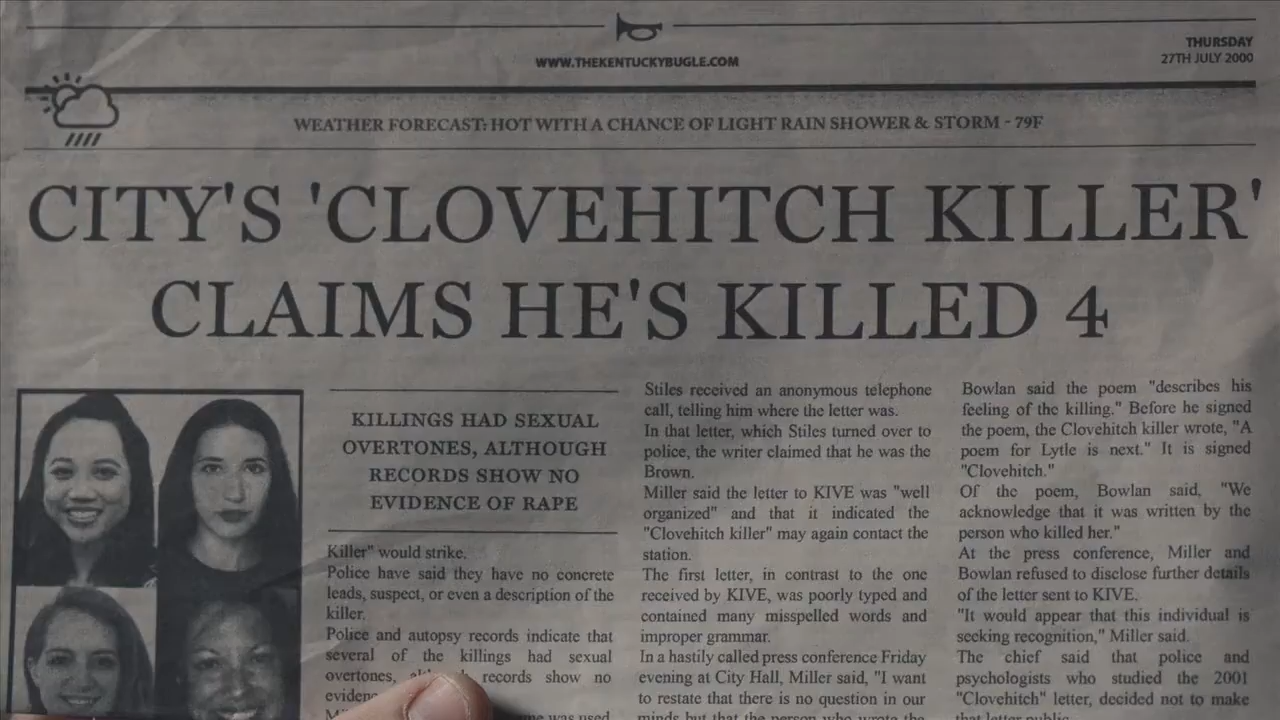 WWW.THEKENTUCKYBUGLE.COM
THURSDAY
27TH JULY 2000
WEATHER FORECAST: HOT WITH A CHANCE OF LIGHT RAIN SHOWER & STORM - 79F
CITY'S 'CLOVEHITCH KILLER'
CLAIMS HE'S KILLED 4
KILLINGS HAD SEXUAL
OVERTONES, ALTHOUGH
RECORDS SHOW NO
EVIDENCE OF RAPE
Killer" would strike.
Police have said they have no concrete
leads, suspect, or even a description of the
killer.
Police and autopsy records indicate that
several of the killings had sexual
overtones, records show no
was used
Stiles received an anonymous telephone
call, telling him where the letter was.
In that letter, which Stiles turned over to
police, the writer claimed that he was the
Brown.
Miller said the letter to KIVE was "well
organized" and that it indicated the
"Clovehitch killer" may again contact the
station.
The first letter, in contrast to the one
received by KIVE, was poorly typed and
contained many misspelled words and
improper grammar.
In a hastily called press conference Friday
evening at City Hall, Miller said, "I want
to restate that there is no question in our
minds but that the person who wrote the
Bowlan said the poem "describes his
feeling of the killing." Before he signed
the poem, the Clovehitch killer wrote, "A
poem for Lytle is next." It is signed
"Clovehitch."
Of the poem, Bowlan said, "We
acknowledge that it was written by the
person who killed her."
At the press conference, Miller and
Bowlan refused to disclose further details
of the letter sent to KIVE.
"It would appear that this individual is
seeking recognition," Miller said.
The chief said that police and
psychologists who studied the 2001
"Clovehitch" letter, decided not to make
that letter public.